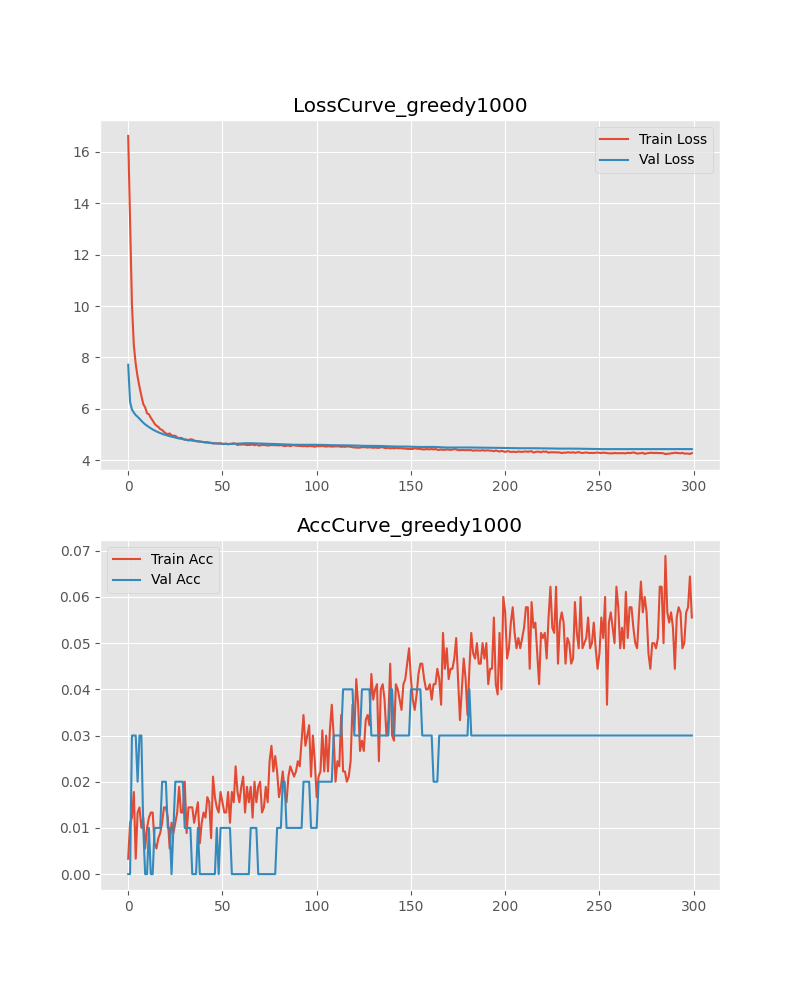 LossCurve_greedy1000
Train Loss
Val Loss
16
14
12
10
8
6
4
0 50 100 150 200 250 300
AccCurve_greedy1000
Train Acc
Val Acc
0.07
0.06
0.05
0.04
0.03
0.02
0.01
0.00
0 50 100 150 200 250 300